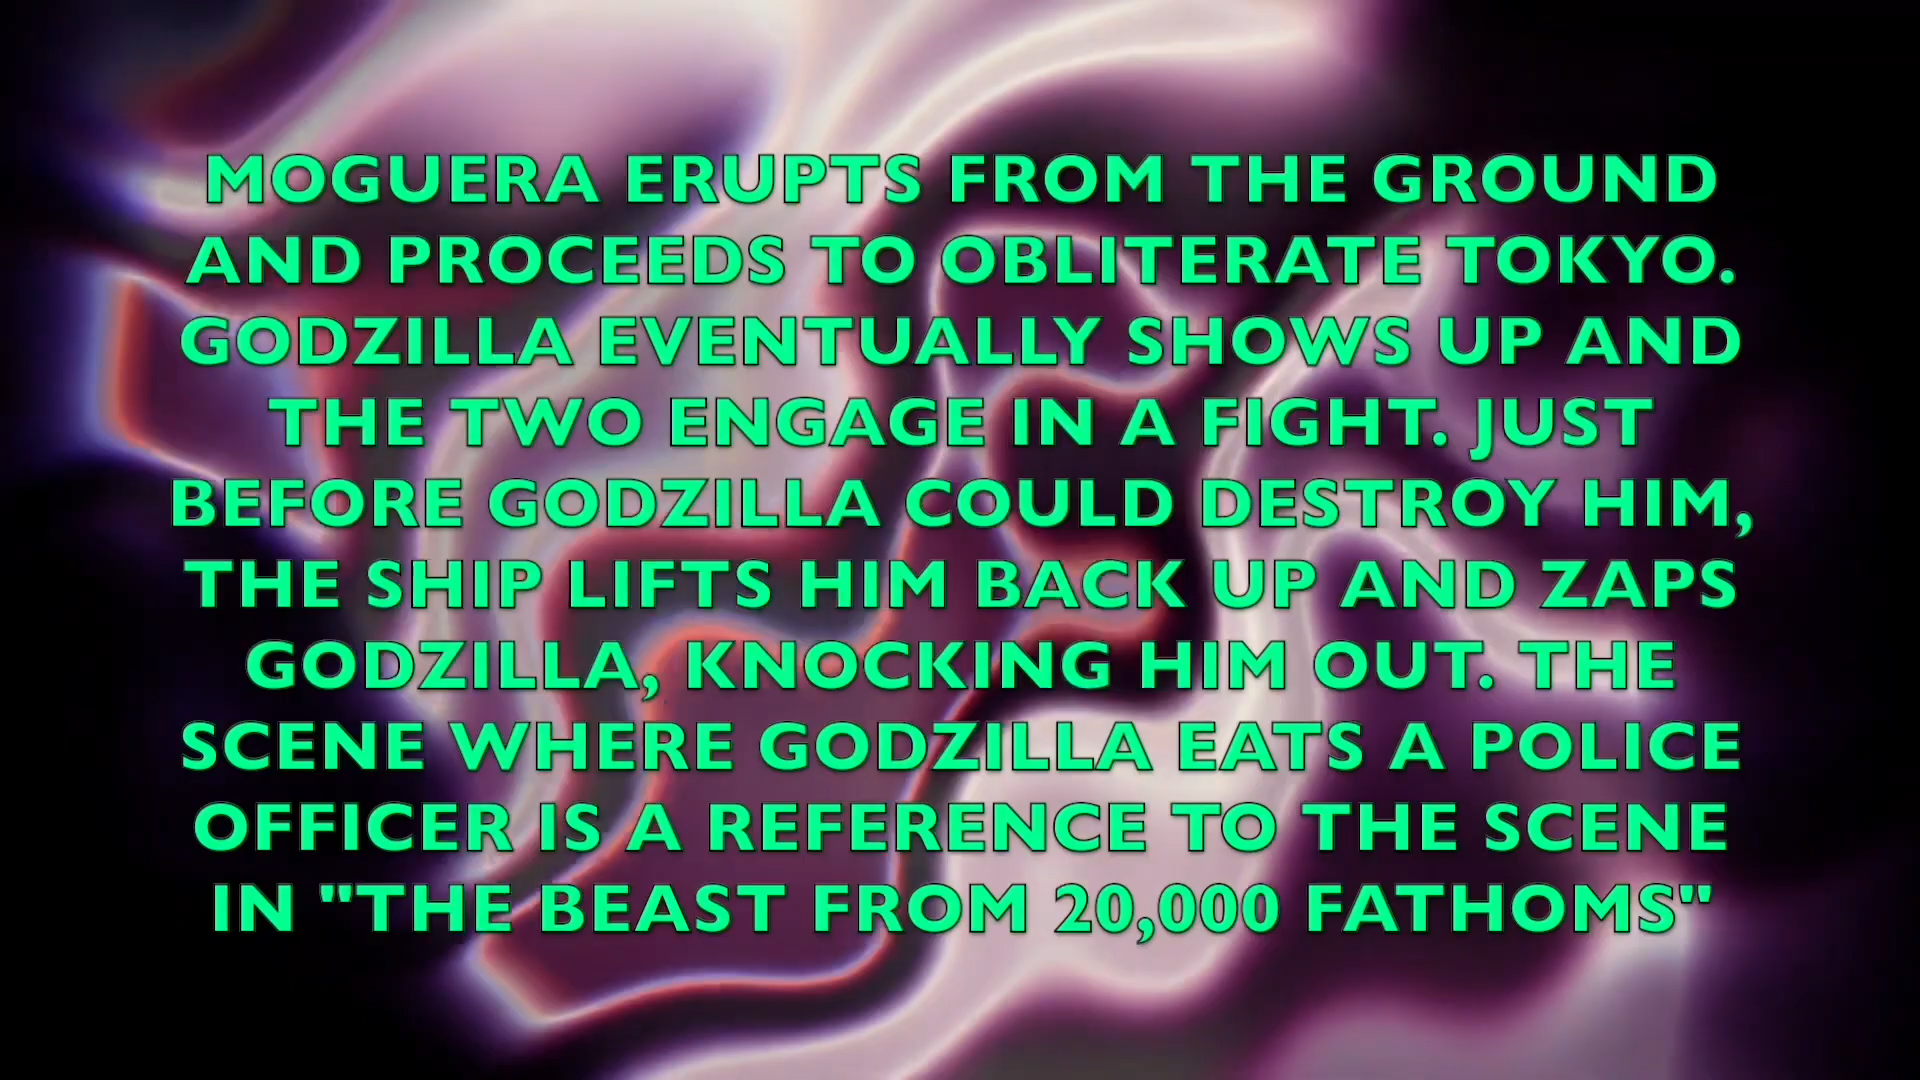 MOGUERA ERUPTS FROM THE GROUND
AND PROCEEDS TO OBLITERATE TOKYO.
GODZILLA EVENTUALLY SHOWS UP AND
THE TWO ENGAGE IN A FIGHT. JUST
BEFORE GODZILLA COULD DESTROY HIM,
THE SHIP LIFTS HIM BACK UP AND ZAPS
GODZILLA, KNOCKING HIM OUT. THE
SCENE WHERE GODZILLA EATS A POLICE
OFFICER IS A REFERENCE TO THE SCENE
IN "THE BEAST FROM 20,000 FATHOMS"